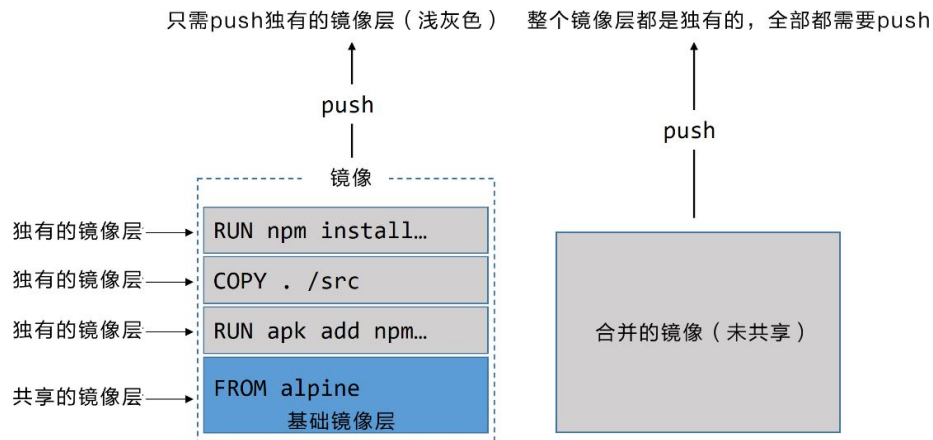 只需push独有的镜像层（浅灰色）
整个镜像层都是独有的，全部都需要push
push
push
镜像
独有的镜像层
RUN npm install…
独有的镜像层
COPY . /src
独有的镜像层
RUN apk add npm…
合并的镜像（未共享）
共享的镜像层
FROM alpine
基础镜像层